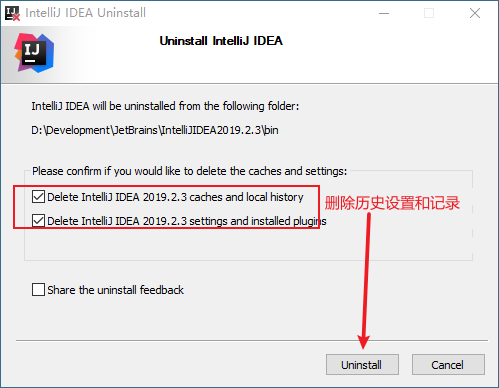 IntelliJ IDEA Uninstall
IJ
Uninstall IntelliJ IDEA
IntelliJ IDEA will be uninstalled from the following folder:
D:\Development\JetBrains\IntelliJIDEA2019.2.3\bin
Please confirm if you would like to delete the caches and settings:
Delete IntelliJ IDEA 2019.2.3 caches and local history
删除历史设置和记录
Delete IntelliJ IDEA 2019.2.3 settings and installed plugins
Share the uninstall feedback
Uninstall
Cancel